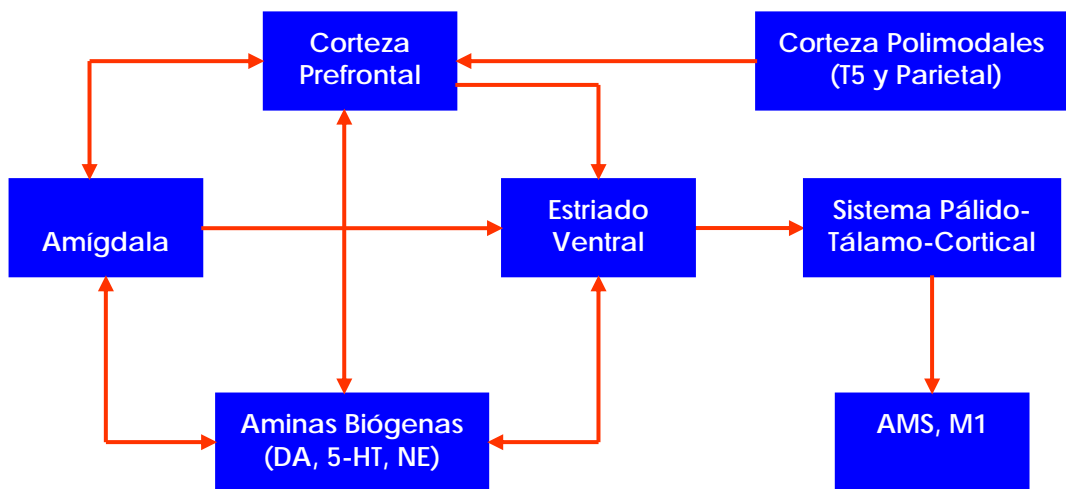 Corteza
Prefrontal
Corteza Polimodales
(T5 y Parietal)
Amígdala
Estriado
Ventral
Sistema Pálido-
Tálamo-Cortical
Aminas Biógenas
(DA, 5-HT, NE)
AMS, M1